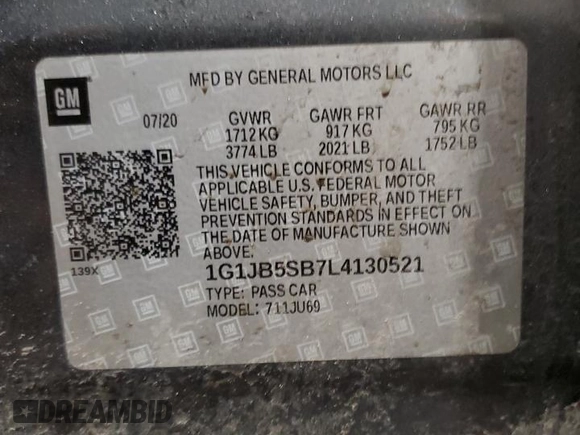 MFD BY GENERAL MOTORS LLC
GM
07/20 GVWR GAWR FRT GAWR RR
1712 KG 917 KG 795 KG
3774 LB 2021 LB 1752 LB
THIS VEHICLE CONFORMS TO ALL
APPLICABLE U.S. FEDERAL MOTOR
VEHICLE SAFETY, BUMPER, AND THEFT
PREVENTION STANDARDS IN EFFECT ON
THE DATE OF MANUFACTURE SHOWN
ABOVE:
139X
1G1JB5SB7L4130521
TYPE: PASS CAR
MODEL: 711JU69
DREAMBID